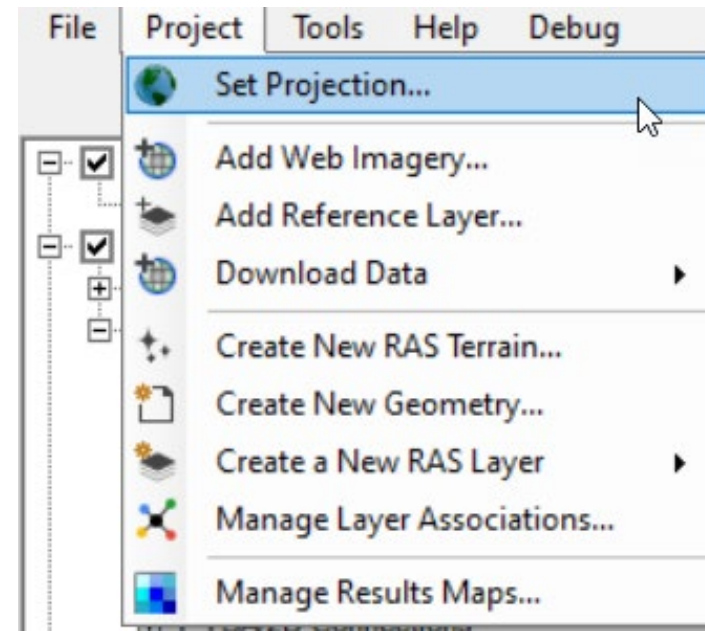 File Project Tools Help Debug
Set Projection...
Add Web Imagery...
Add Reference Layer...
Download Data
Create New RAS Terrain...
Create New Geometry...
Create a New RAS Layer
Manage Layer Associations...
Manage Results Maps...